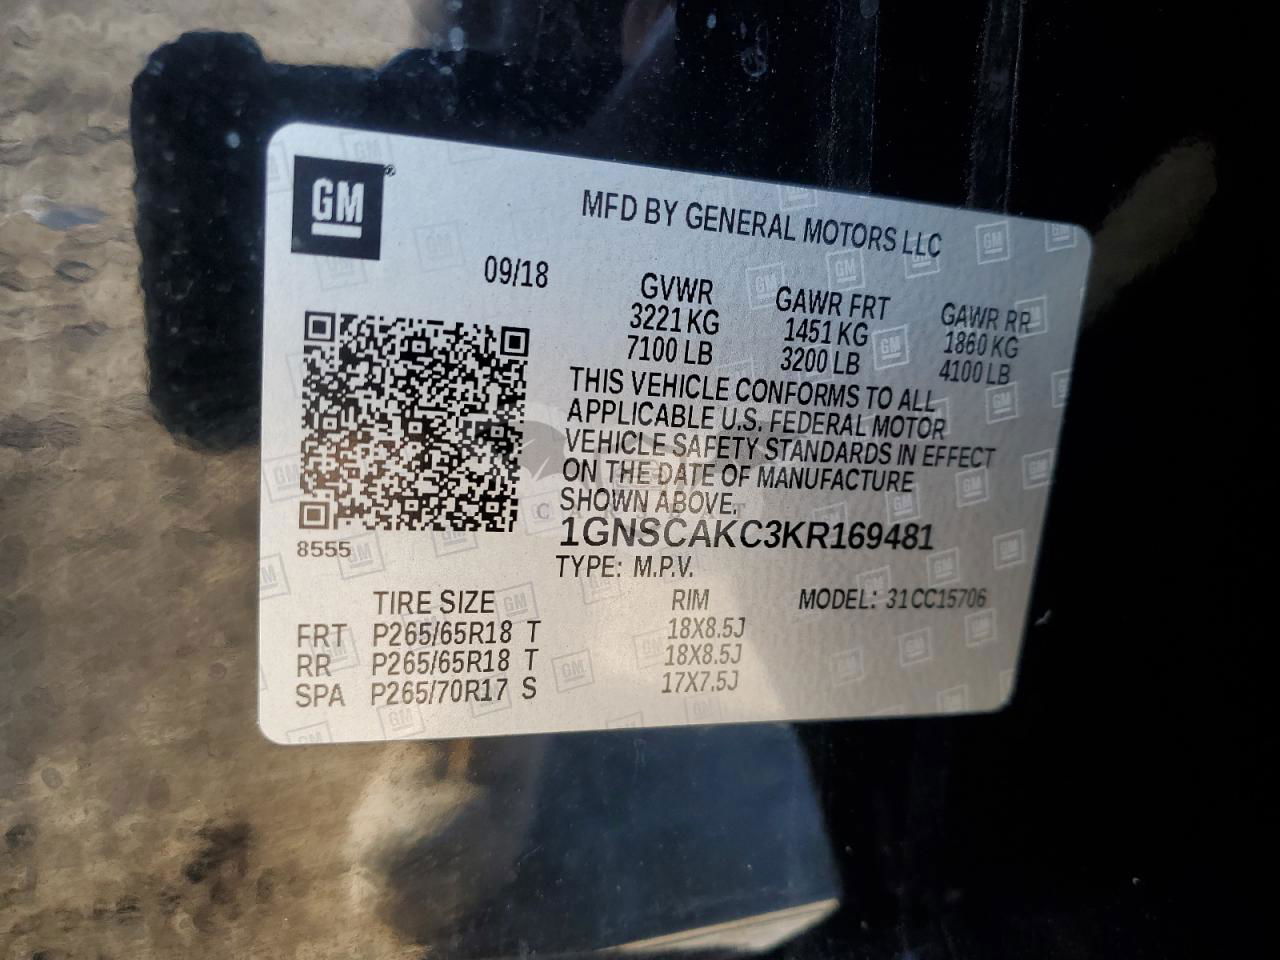 GM
MFD BY GENERAL MOTORS LLC
09/18
GVWR GAWR FRT GAWR RR
3221 KG 1451 KG 1860 KG
7100 LB 3200 LB 4100 LB
THIS VEHICLE CONFORMS TO ALL
APPLICABLE U.S. FEDERAL MOTOR
VEHICLE SAFETY STANDARDS IN EFFECT
ON THE DATE OF MANUFACTURE
SHOWN ABOVE.
1GNSCAKC3KR169481
8555
TYPE: M.P.V.
TIRE SIZE RIM MODEL: 31CC15706
FRT P265/65R18 T 18X8.5J
RR P265/65R18 T 18X8.5J
SPA P265/70R17 S 17X7.5J